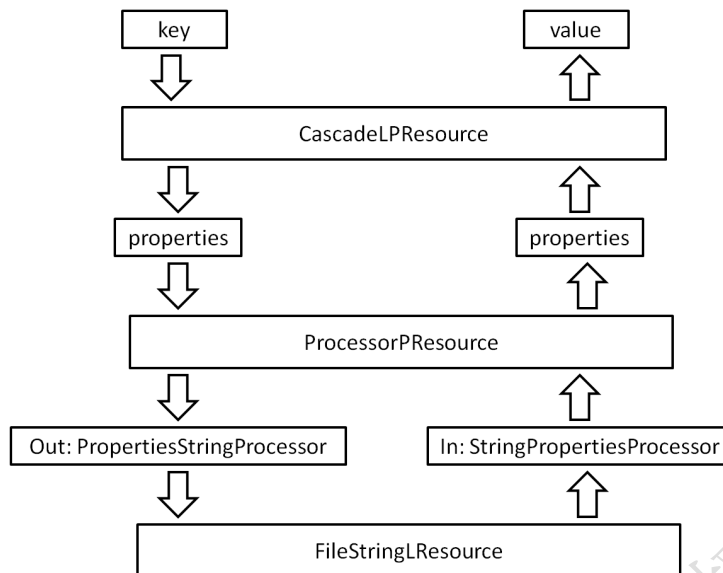 key
value
CascadeLPResource
properties
properties
ProcessorPResource
Out: PropertiesStringProcessor
In: StringPropertiesProcessor
FileStringLResource